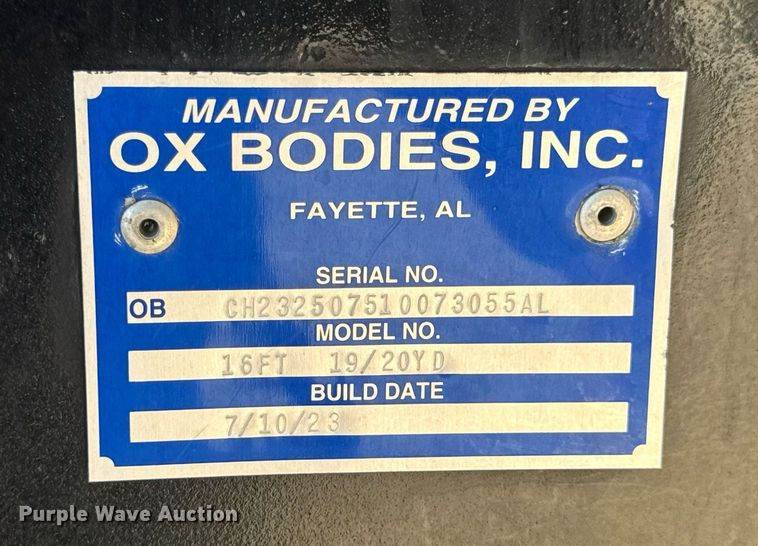 MANUFACTURED BY
OX BODIES, INC.
FAYETTE, AL
SERIAL NO.
OB CH232507510073055AL
MODEL NO.
16FT 19/20YD
BUILD DATE
7/10/23
Purple Wave Auction